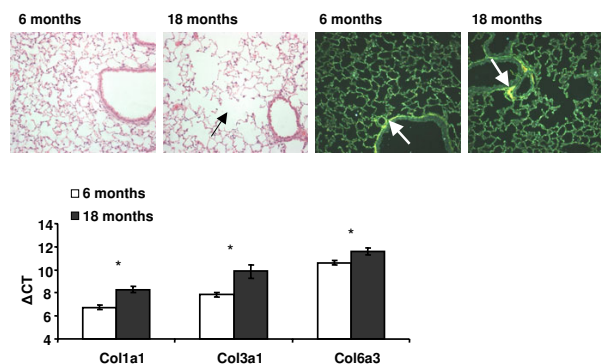 6 months
18 months
6 months
18 months
6 months
18 months
14
12
10
8
6
4
ΔCT
*
*
*
Col1a1
Col3a1
Col6a3